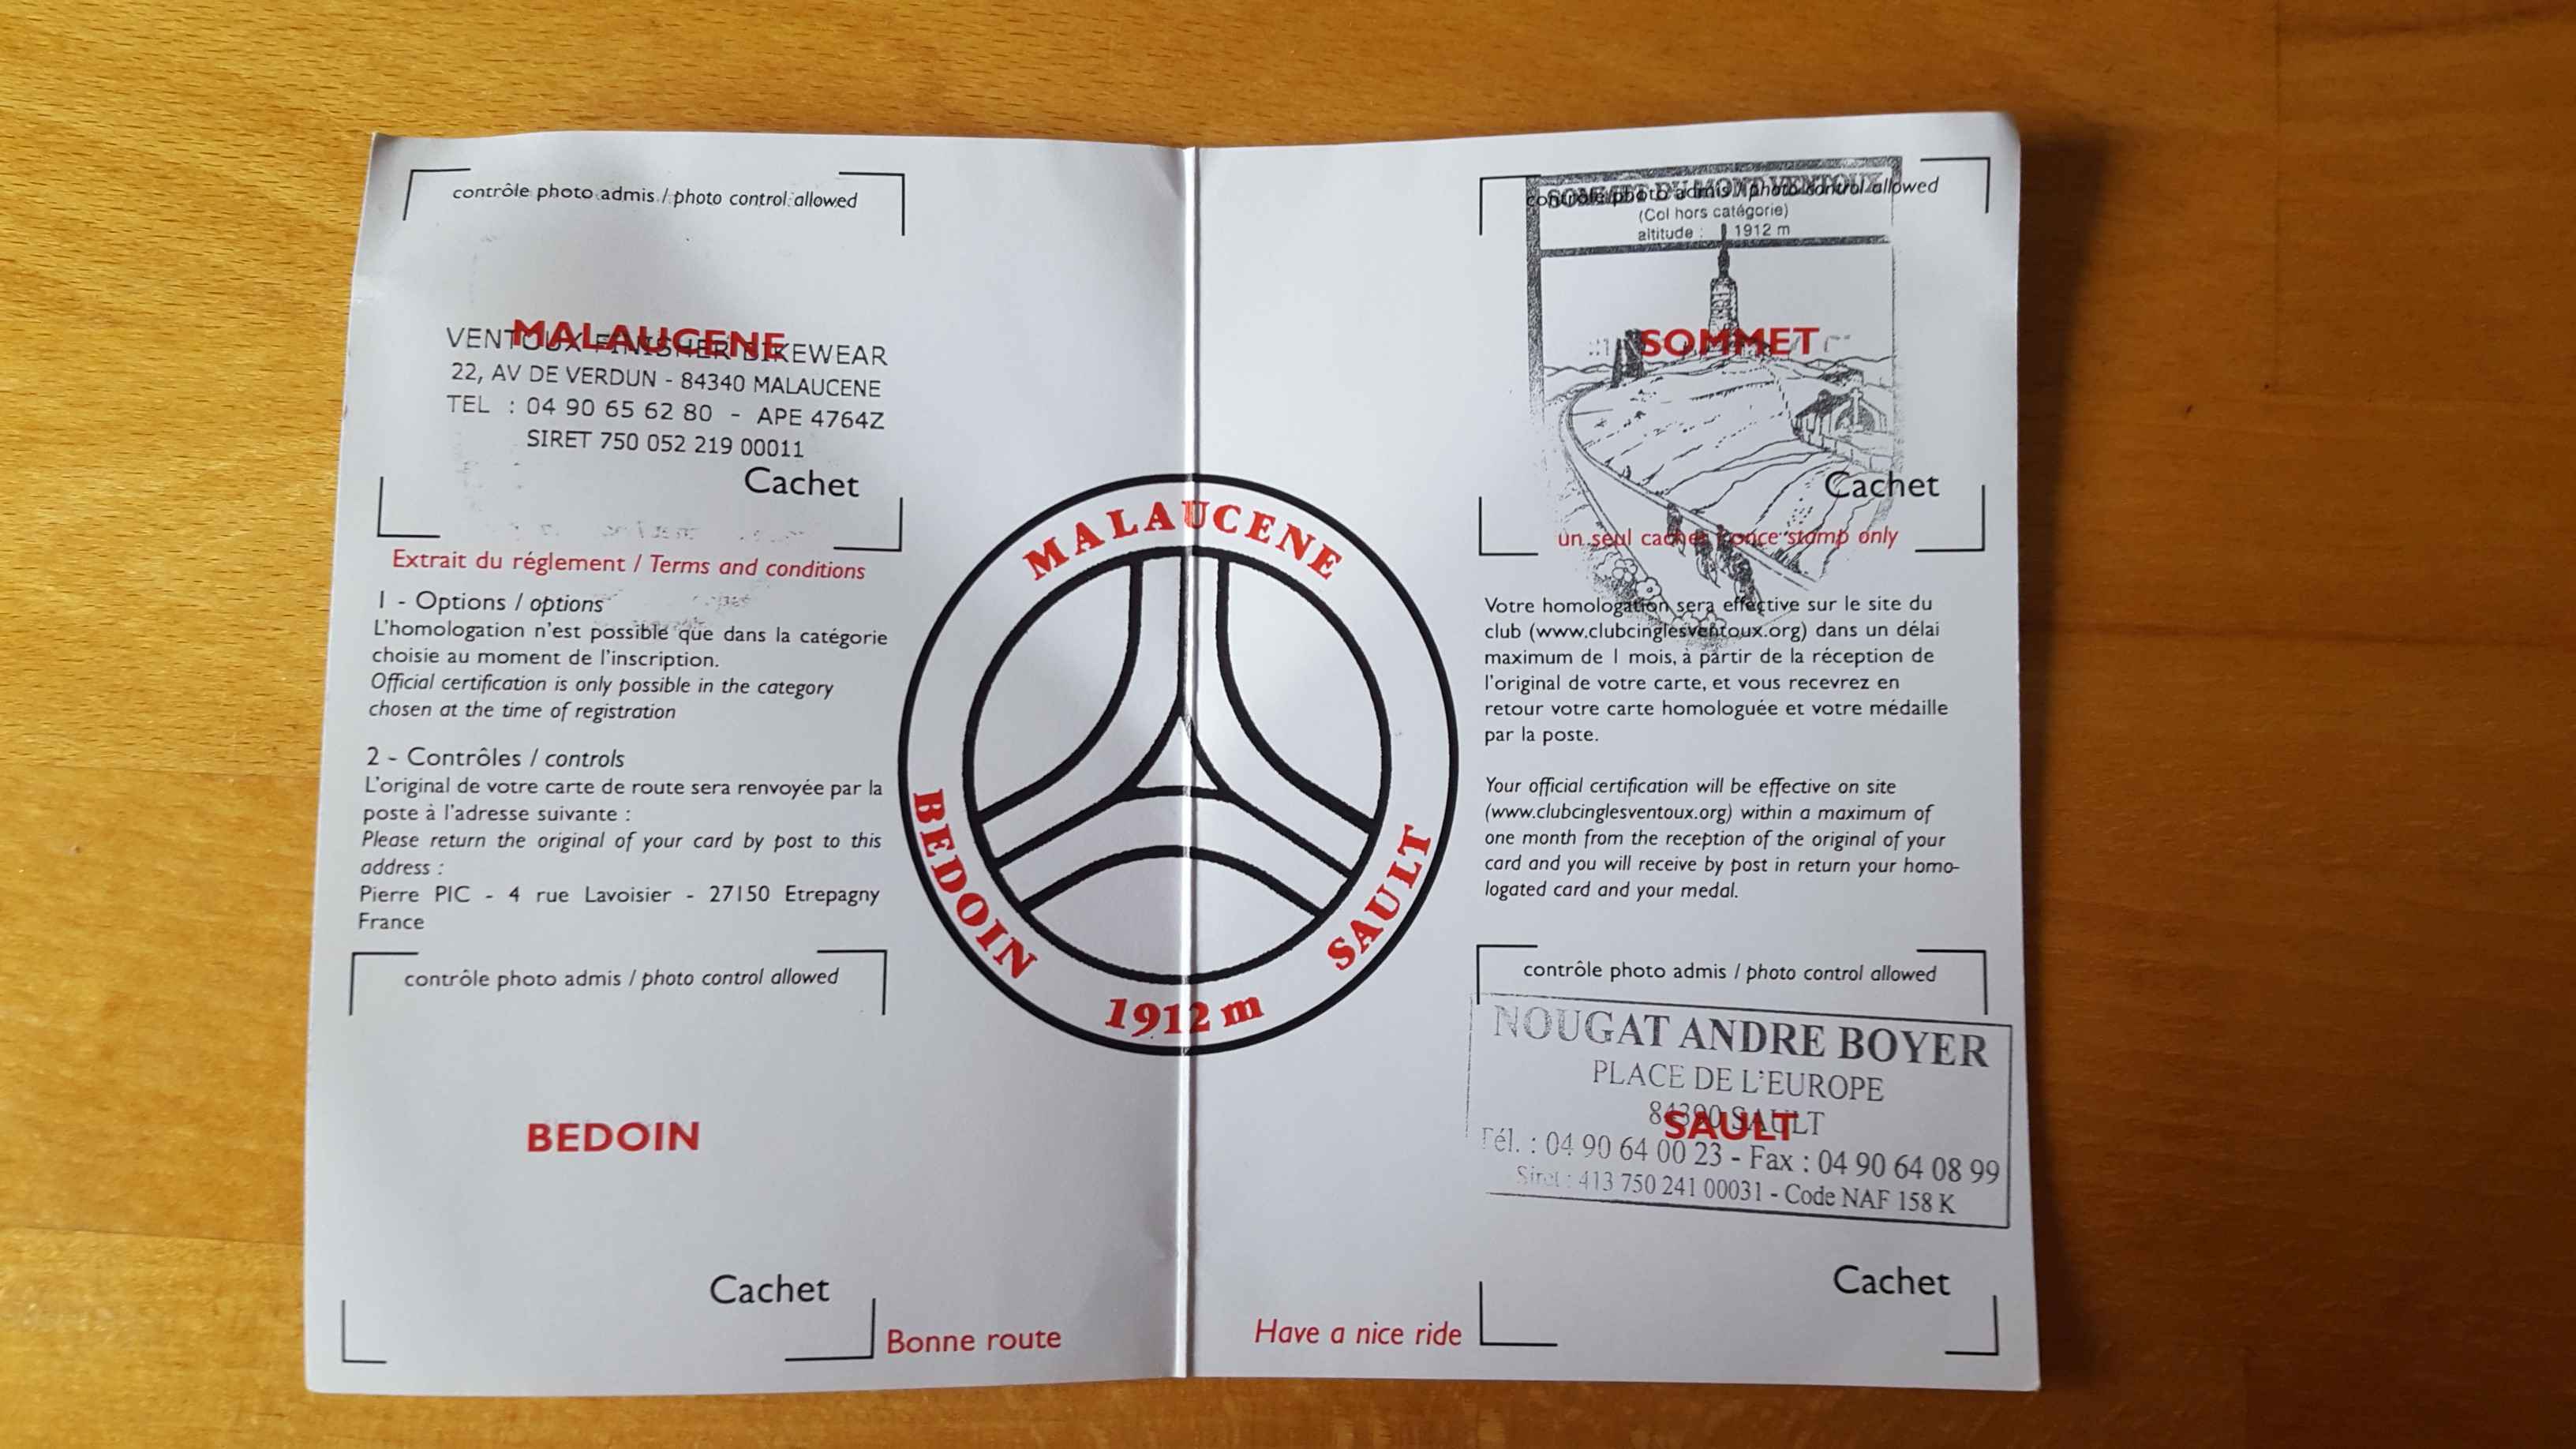 contrôle photo admis / photo control allowed
MALAUCENE
VENTOUX FINISHER BIKEWEAR
22, AV DE VERDUN - 84340 MALAUCENE
TEL : 04 90 65 62 80 - APE 4764Z
SIRET 750 052 219 00011
Cachet
Extrait du réglement / Terms and conditions
1 - Options / options
L'homologation n'est possible que dans la catégorie
choisie au moment de l'inscription.
Official certification is only possible in the category
chosen at the time of registration
2 - Contrôles / controls
L'original de votre carte de route sera renvoyée par la
poste à l'adresse suivante :
Please return the original of your card by post to this
address :
Pierre PIC - 4 rue Lavoisier - 27150 Etrepagny
France
contrôle photo admis / photo control allowed
BEDOIN
Cachet
Bonne route
MALAUCENE
BEDOIN
SAULT
1912 m
contrôle photo admis / photo control allowed
SOMMET DU MONT VENTOUX
(Col hors catégorie)
altitude : 1912 m
SOMMET
Cachet
un seul cachet / once stamp only
Votre homologation sera effective sur le site du
club (www.clubcinglesventoux.org) dans un délai
maximum de 1 mois, à partir de la réception de
l'original de votre carte, et vous recevrez en
retour votre carte homologuée et votre médaille
par la poste.
Your official certification will be effective on site
(www.clubcinglesventoux.org) within a maximum of
one month from the reception of the original of your
card and you will receive by post in return your homo-
logated card and your medal.
contrôle photo admis / photo control allowed
NOUGAT ANDRE BOYER
PLACE DE L'EUROPE
84390 SAULT
SAULT
Tél. : 04 90 64 00 23 - Fax : 04 90 64 08 99
Siret : 413 750 241 00031 - Code NAF 158 K
Cachet
Have a nice ride